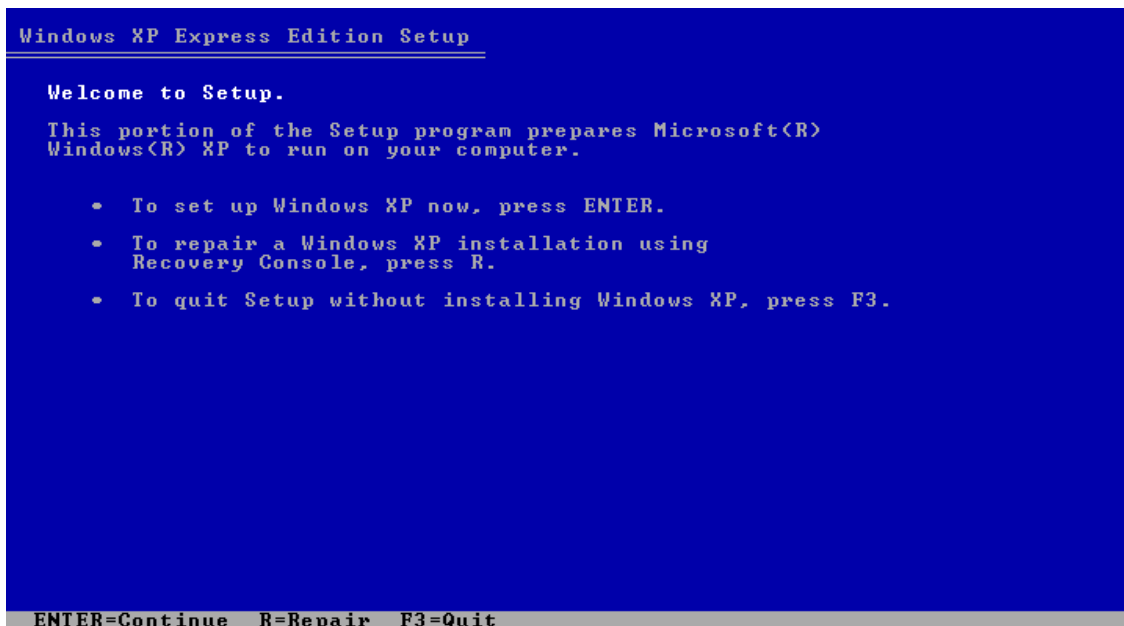 Windows XP Express Edition Setup
Welcome to Setup.
This portion of the Setup program prepares Microsoft(R)
Windows(R) XP to run on your computer.
• To set up Windows XP now, press ENTER.
• To repair a Windows XP installation using
Recovery Console, press R.
• To quit Setup without installing Windows XP, press F3.
ENTER=Continue R=Repair F3=Quit